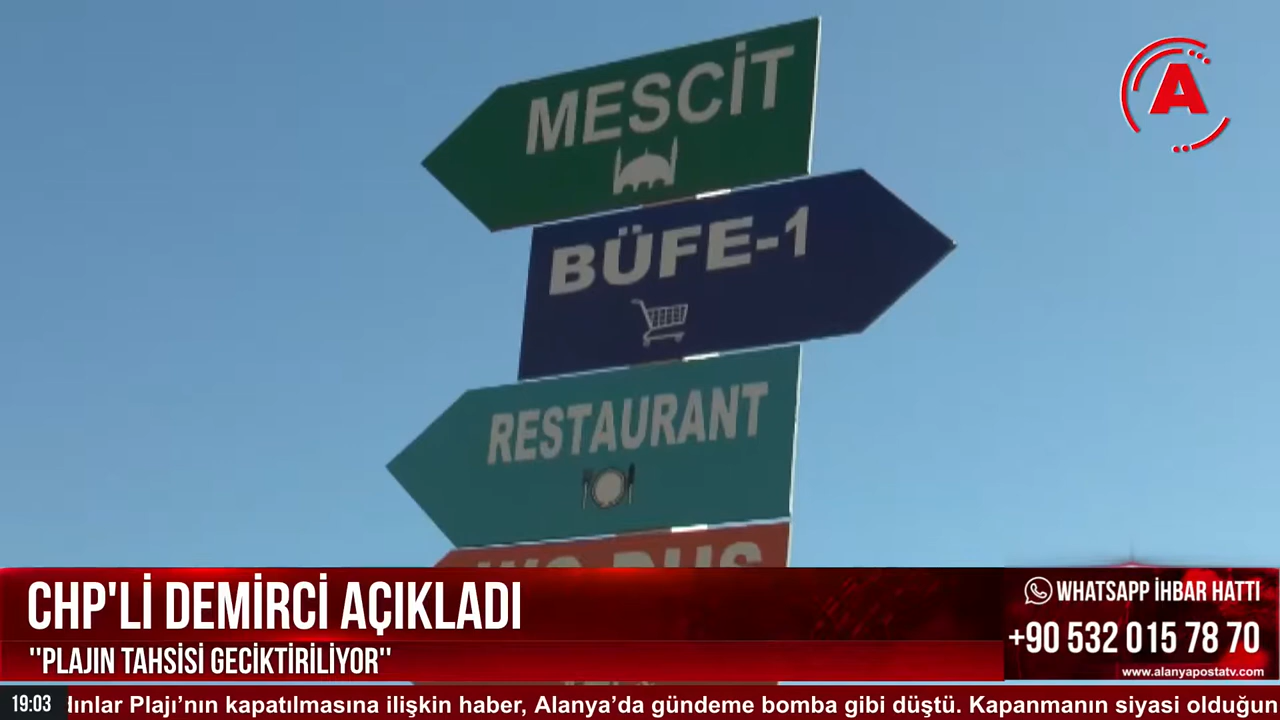 MESCİT
BÜFE-1
RESTAURANT
A
CHP'Lİ DEMİRCİ AÇIKLADI
"PLAJIN TAHSİSİ GECİKTİRİLİYOR"
WHATSAPP İHBAR HATTI
+90 532 015 78 70
www.alanyapostatv.com
19:03
Plajı’nın kapatılmasına ilişkin haber, Alanya’da gündeme bomba gibi düştü. Kapanmanın siyasi olduğun